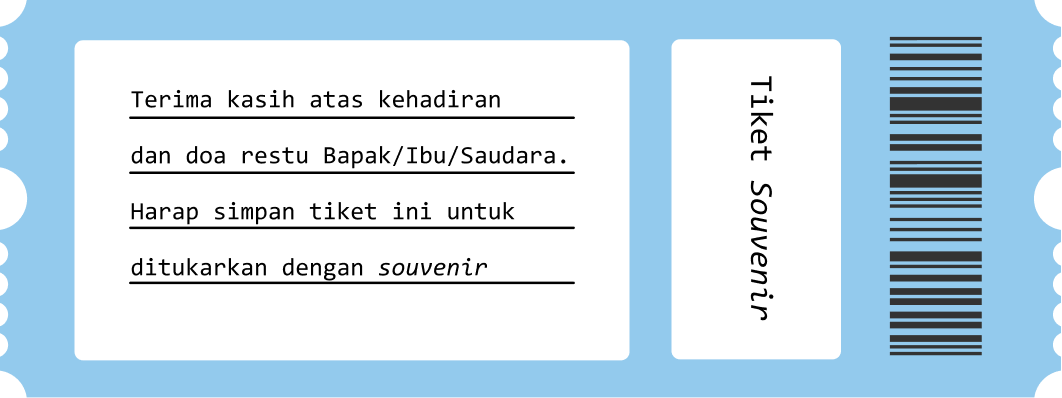 Terima kasih atas kehadiran
dan doa restu Bapak/Ibu/Saudara.
Harap simpan tiket ini untuk
ditukarkan dengan souvenir
Tiket Souvenir